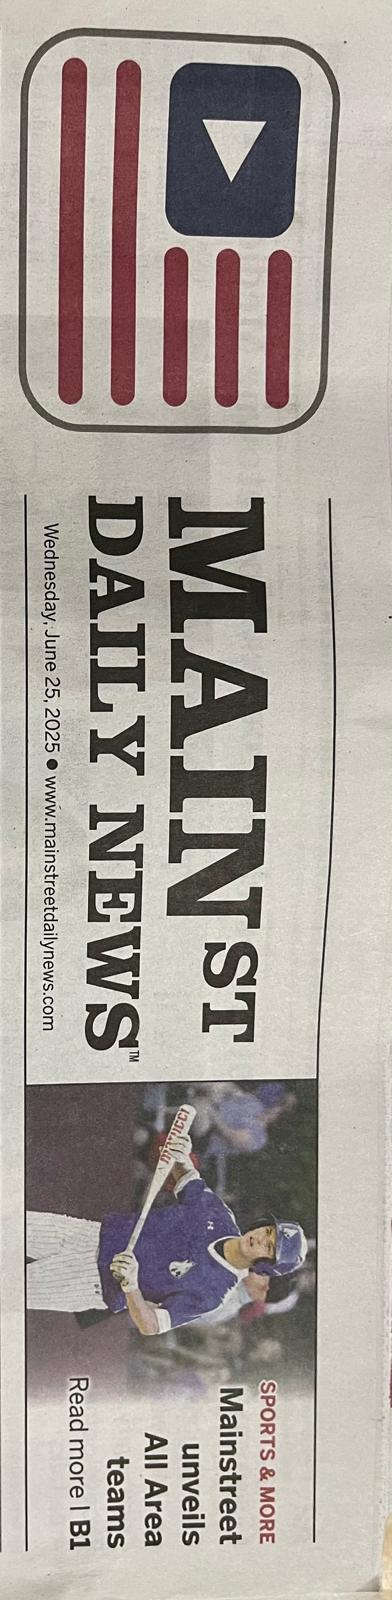 MAIN ST
DAILY NEWS™
Wednesday, June 25, 2025 ● www.mainstreetdailynews.com
SPORTS & MORE
Mainstreet
unveils
All Area
teams
Read more | B1